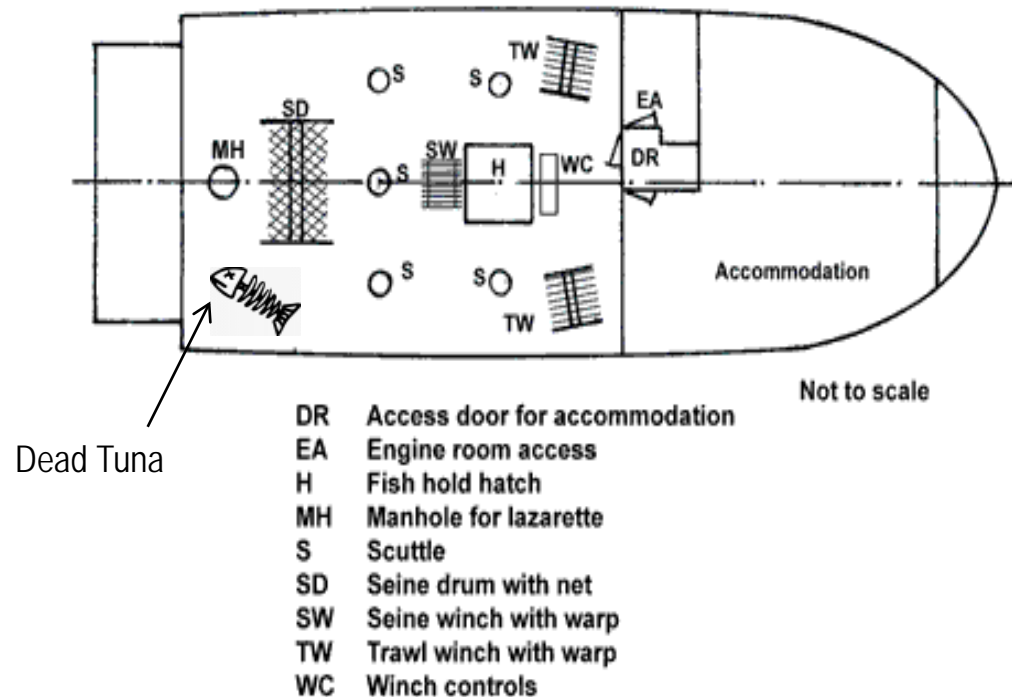 TW
S
S
EA
SD
MH
SW
H
WC
DR
S
S
S
TW
Accommodation
Not to scale
Dead Tuna
DR Access door for accommodation
EA Engine room access
H Fish hold hatch
MH Manhole for lazarette
S Scuttle
SD Seine drum with net
SW Seine winch with warp
TW Trawl winch with warp
WC Winch controls